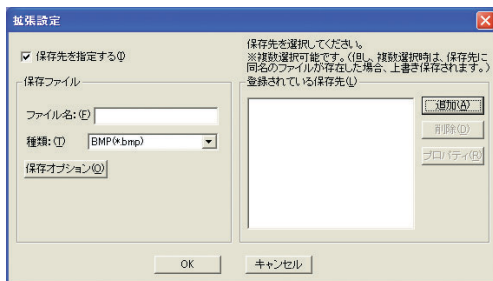 拡張設定
保存先を指定する(I)
保存先を選択してください。
※複数選択可能です。(但し、複数選択時は、保存先に
同名のファイルが存在した場合、上書き保存されます。)
保存ファイル
登録されている保存先(L)
ファイル名:(F)
追加(A)
種類:(T) BMP(*.bmp)
削除(D)
プロパティ(R)
保存オプション(O)
OK キャンセル